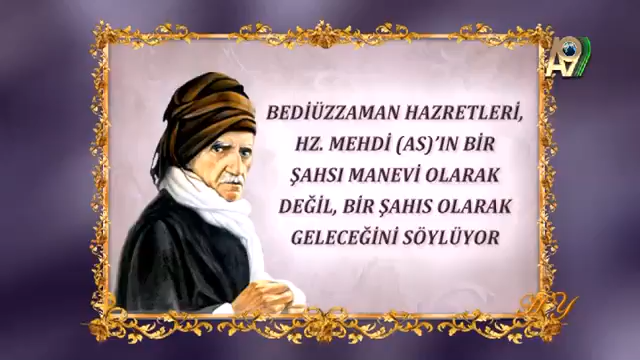 A9
BEDİÜZZAMAN HAZRETLERİ,
HZ. MEHDİ (AS)’IN BİR
ŞAHSI MANEVİ OLARAK
DEĞİL, BİR ŞAHIS OLARAK
GELECEĞİNİ SÖYLÜYOR